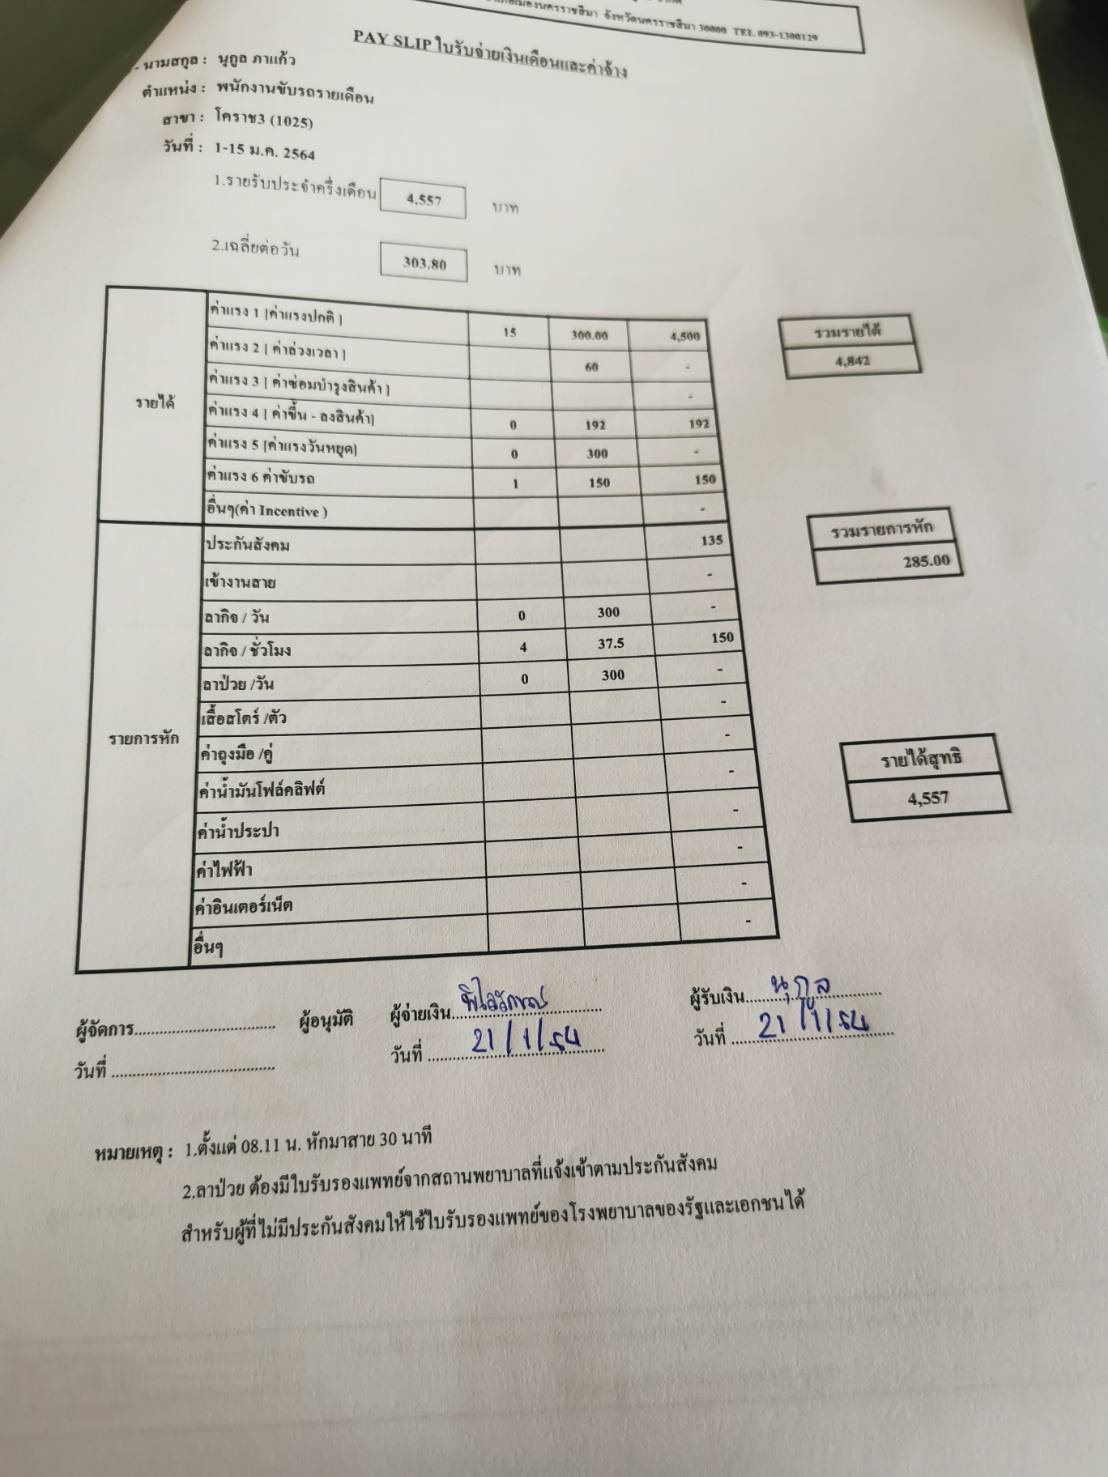 จังหวัดนครราชสีมา 30000 TEL 093-1300129
PAY SLIP ใบรับจ่ายเงินเดือนและค่าจ้าง
นามสกุล : นุกูล ภาแก้ว
ตำแหน่ง : พนักงานขับรถรายเดือน
สาขา : โคราช3 (1025)
วันที่ : 1-15 ม.ค. 2564
1.รายรับประจำครึ่งเดือน 4,557 บาท
2.เฉลี่ยต่อวัน 303.80 บาท
รายได้
ค่าแรง 1 [ค่าแรงปกติ ] 15 300.00 4,500
ค่าแรง 2 [ ค่าล่วงเวลา ] 60 -
ค่าแรง 3 [ ค่าซ่อมบำรุงสินค้า ] -
ค่าแรง 4 [ ค่าขึ้น - ลงสินค้า] 0 192 192
ค่าแรง 5 [ค่าแรงวันหยุด] 0 300 -
ค่าแรง 6 ค่าขับรถ 1 150 150
อื่นๆ(ค่า Incentive ) -
รวมรายได้
4,842
รายการหัก
ประกันสังคม 135
เข้างานสาย -
ลากิจ / วัน 0 300 -
ลากิจ / ชั่วโมง 4 37.5 150
ลาป่วย /วัน 0 300 -
เสื้อสโตร์ /ตัว -
ค่าถุงมือ /คู่ -
ค่าน้ำมันโฟล์คลิฟต์ -
ค่าน้ำประปา -
ค่าไฟฟ้า -
ค่าอินเตอร์เน็ต -
อื่นๆ -
รวมรายการหัก
285.00
รายได้สุทธิ
4,557
ผู้จัดการ ผู้อนุมัติ ผู้จ่ายเงิน ผู้รับเงิน นุกูล
วันที่ วันที่ 21/1/64 วันที่ 21/1/64
หมายเหตุ : 1.ตั้งแต่ 08.11 น. หักมาสาย 30 นาที
2.ลาป่วย ต้องมีใบรับรองแพทย์จากสถานพยาบาลที่แจ้งเข้าตามประกันสังคม
สำหรับผู้ที่ไม่มีประกันสังคมให้ใช้ใบรับรองแพทย์ของโรงพยาบาลของรัฐและเอกชนได้